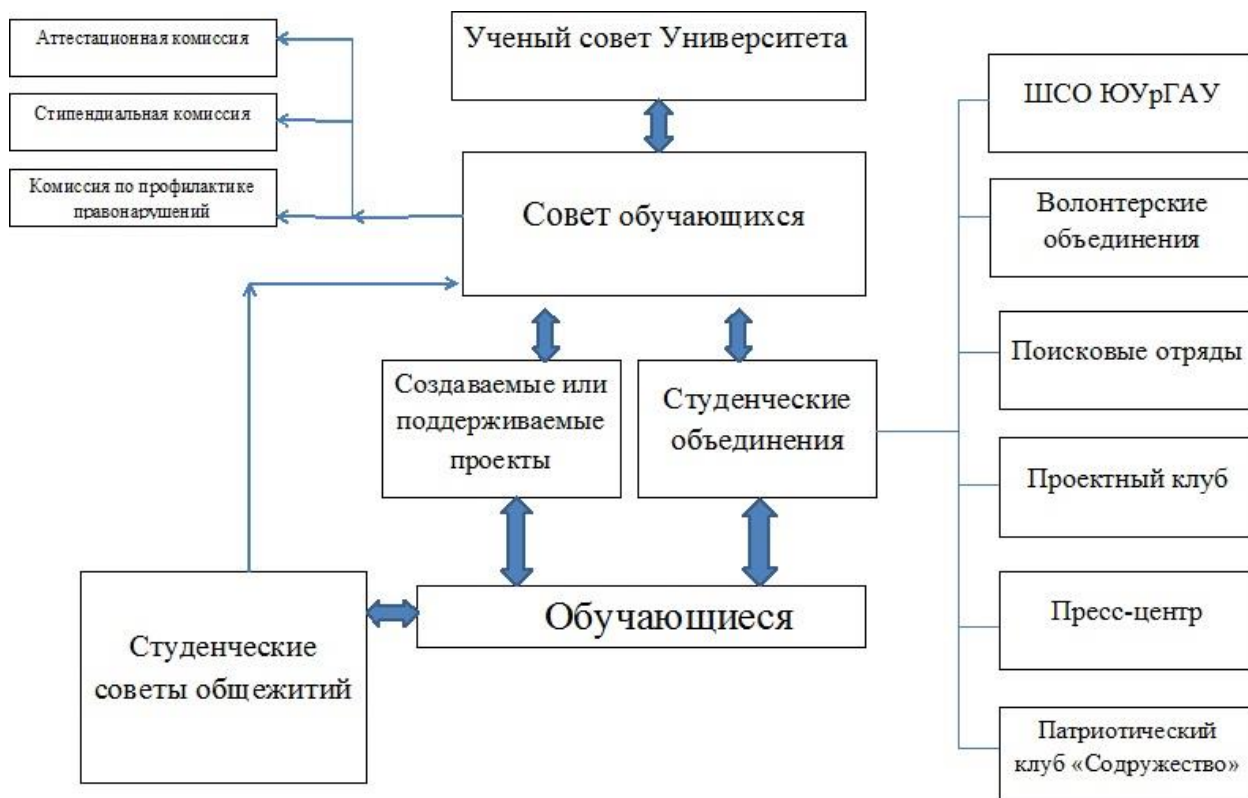 Аттестационная комиссия
Стипендиальная комиссия
Комиссия по профилактике
правонарушений
Ученый совет Университета
Совет обучающихся
Создаваемые или
поддерживаемые
проекты
Студенческие
объединения
Обучающиеся
Студенческие
советы общежитий
ШСО ЮУрГАУ
Волонтерские
объединения
Поисковые отряды
Проектный клуб
Пресс-центр
Патриотический
клуб «Содружество»